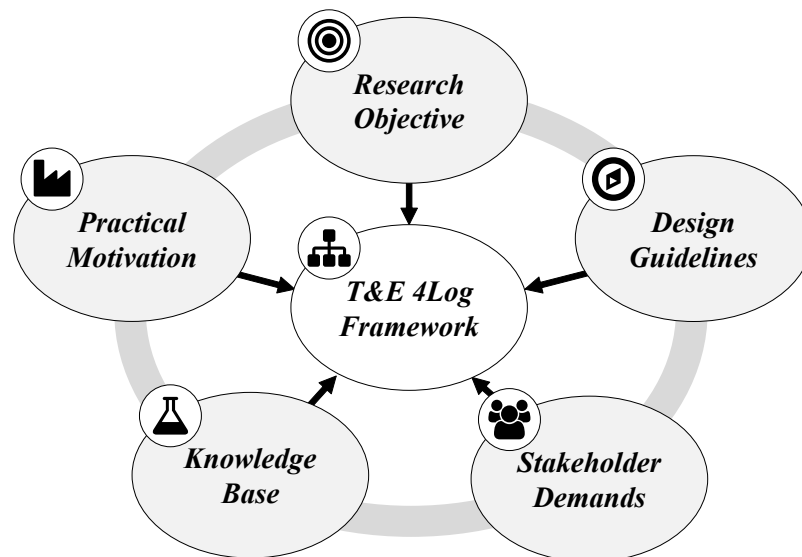 Research
Objective
Practical
Motivation
Design
Guidelines
T&E 4Log
Framework
Knowledge
Base
Stakeholder
Demands